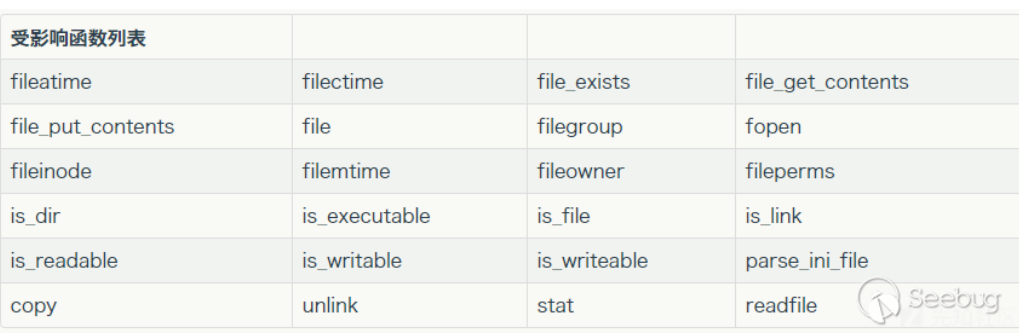 受影响函数列表
fileatime filectime file_exists file_get_contents
file_put_contents file filegroup fopen
fileinode filemtime fileowner fileperms
is_dir is_executable is_file is_link
is_readable is_writable is_writeable parse_ini_file
copy unlink stat readfile
Seebug